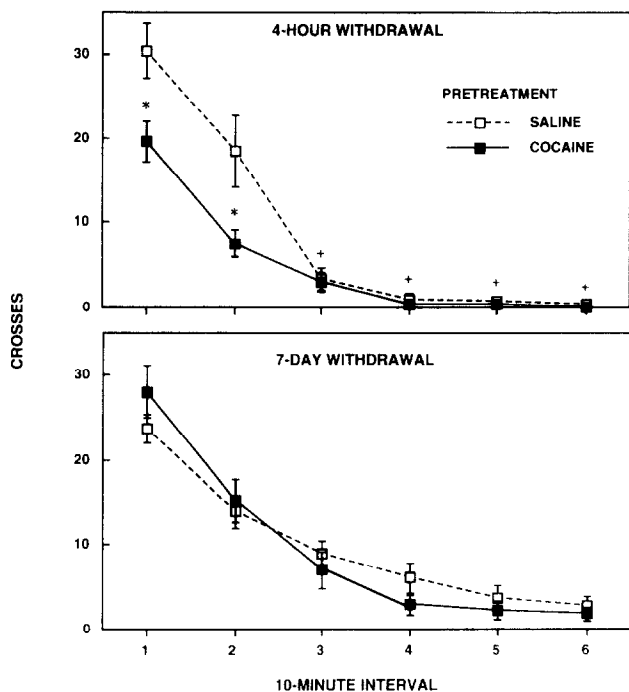 4-HOUR WITHDRAWAL
30
PRETREATMENT
SALINE
20
*
COCAINE
*
10
+
+
+
+
0
CROSSES
7-DAY WITHDRAWAL
30
20
10
0
1 2 3 4 5 6
10-MINUTE INTERVAL